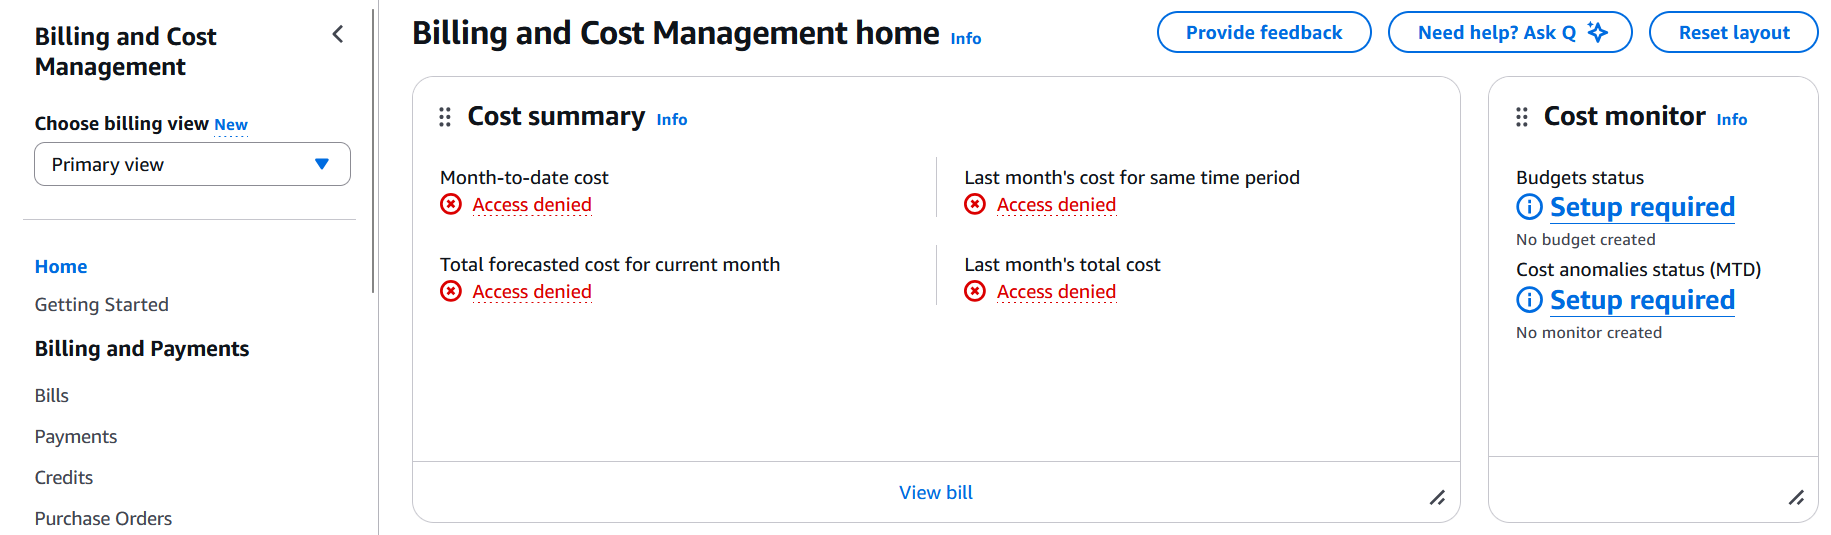 Billing and Cost
Management
Choose billing view New
Primary view
Home
Getting Started
Billing and Payments
Bills
Payments
Credits
Purchase Orders
Billing and Cost Management home Info
Provide feedback
Need help? Ask Q
Reset layout
Cost summary Info
Month-to-date cost
Access denied
Last month's cost for same time period
Access denied
Total forecasted cost for current month
Access denied
Last month's total cost
Access denied
View bill
Cost monitor Info
Budgets status
Setup required
No budget created
Cost anomalies status (MTD)
Setup required
No monitor created